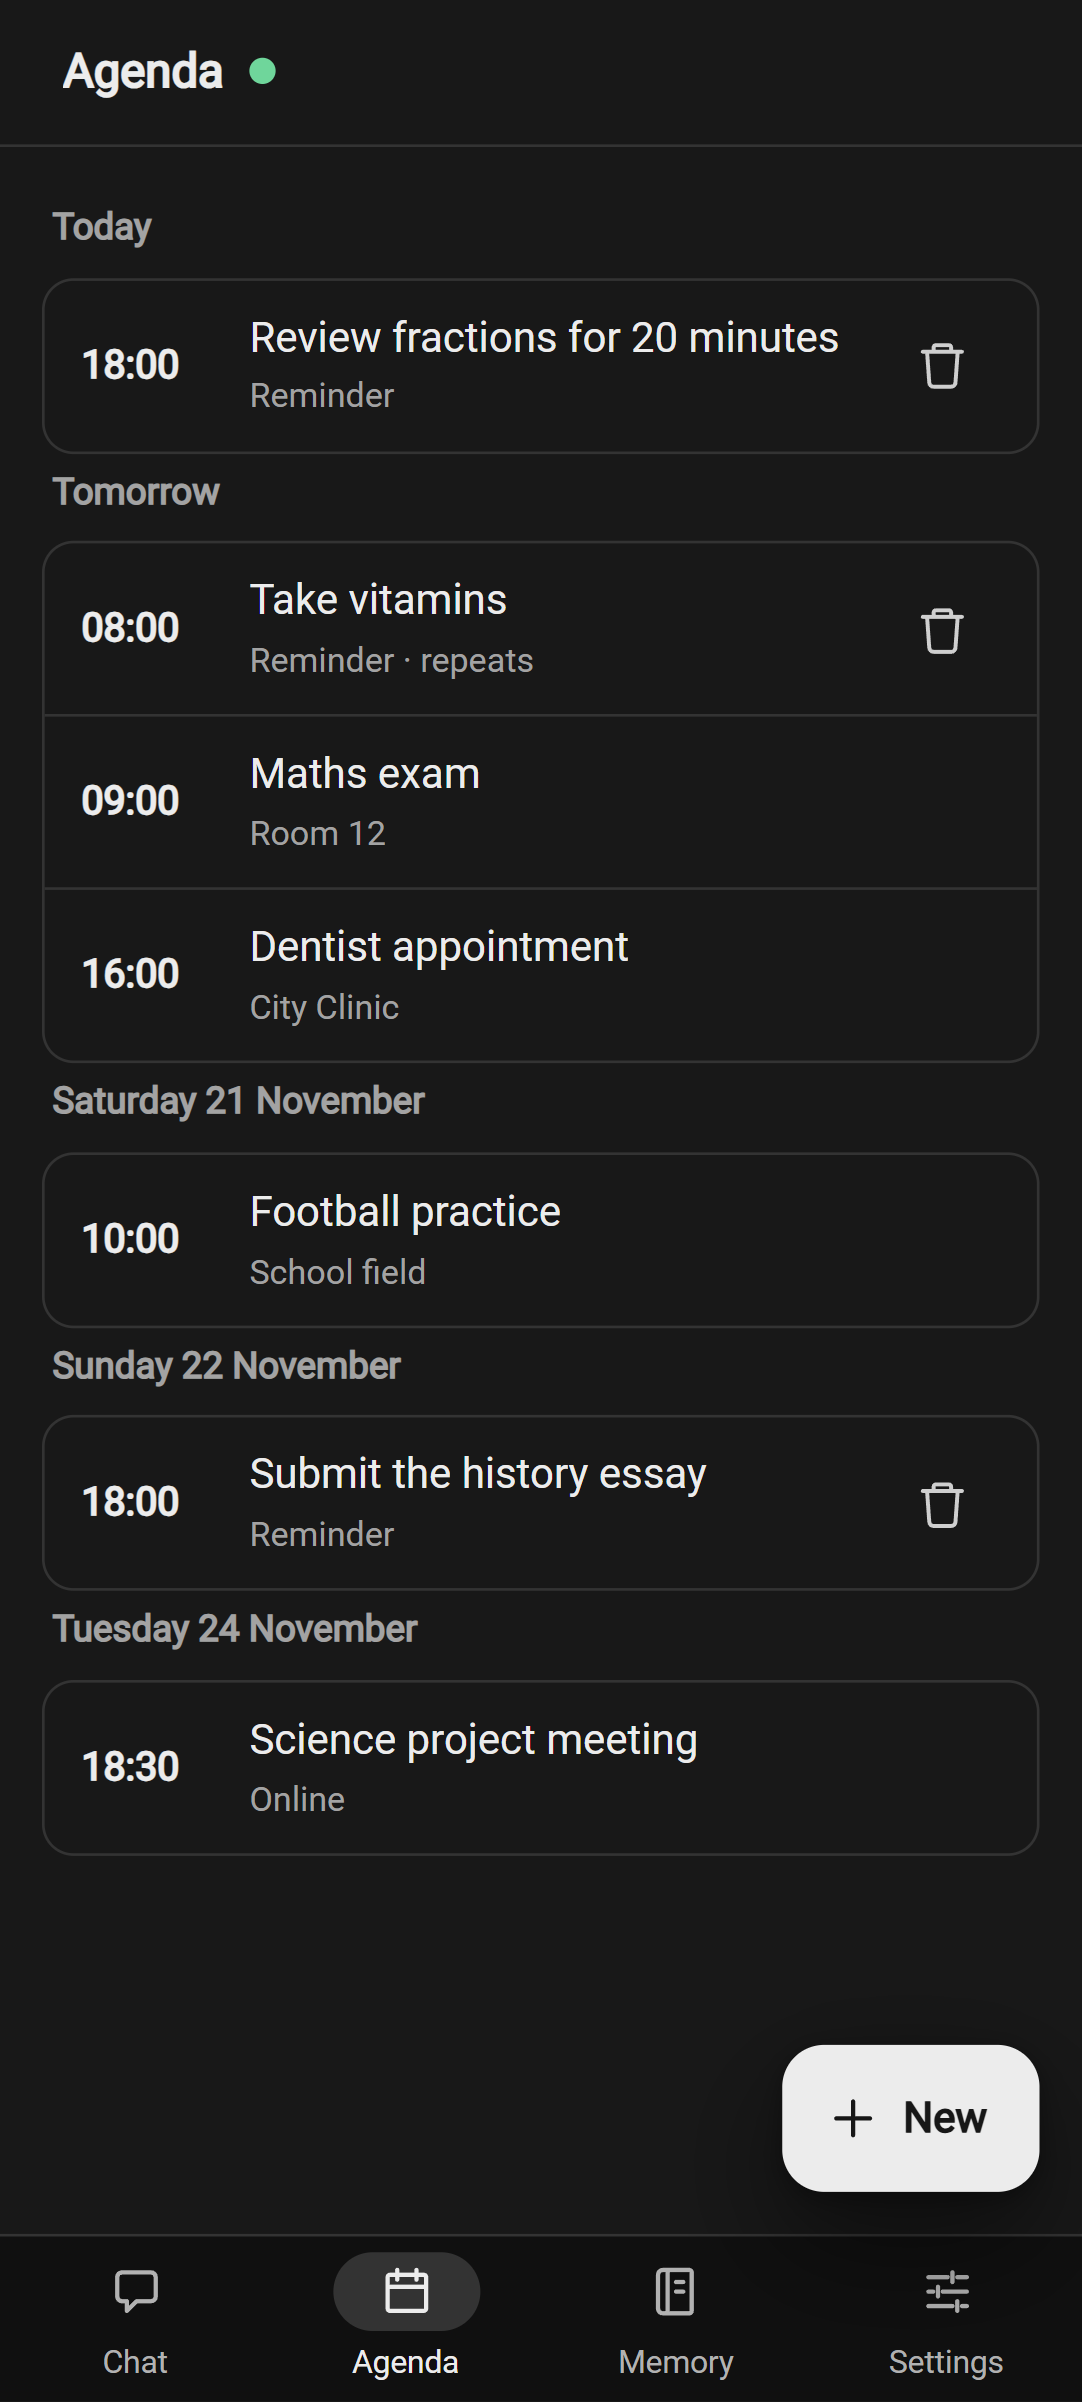 Agenda
Today
18:00
Review fractions for 20 minutes
Reminder
Tomorrow
08:00
Take vitamins
Reminder · repeats
09:00
Maths exam
Room 12
16:00
Dentist appointment
City Clinic
Saturday 21 November
10:00
Football practice
School field
Sunday 22 November
18:00
Submit the history essay
Reminder
Tuesday 24 November
18:30
Science project meeting
Online
New
Chat
Agenda
Memory
Settings